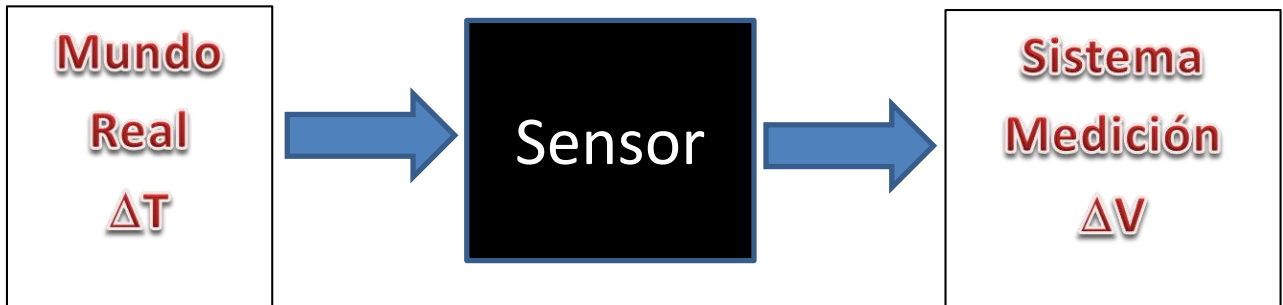 Mundo
Real
ΔT
Sensor
Sistema
Medición
ΔV